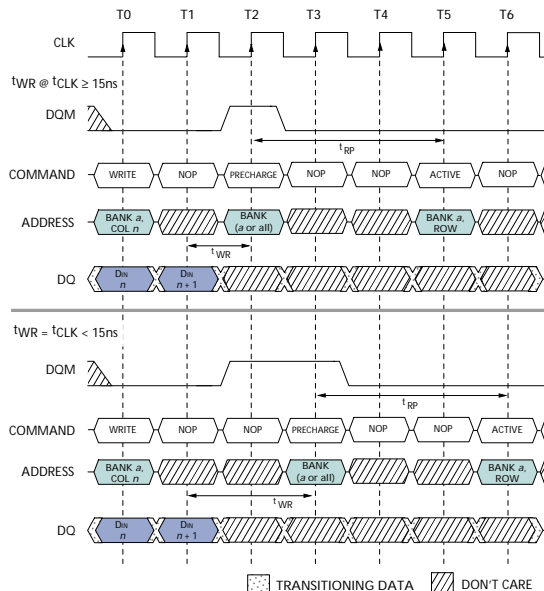 T0 T1 T2 T3 T4 T5 T6
CLK
tWR @ tCLK ≥ 15ns
DQM
tRP
COMMAND WRITE NOP PRECHARGE NOP NOP ACTIVE NOP
ADDRESS BANK a, COL n BANK (a or all) BANK a, ROW
tWR
DQ DIN n DIN n + 1
tWR = tCLK < 15ns
DQM
tRP
COMMAND WRITE NOP NOP PRECHARGE NOP NOP ACTIVE
ADDRESS BANK a, COL n BANK (a or all) BANK a, ROW
tWR
DQ DIN n DIN n + 1
TRANSITIONING DATA DON'T CARE